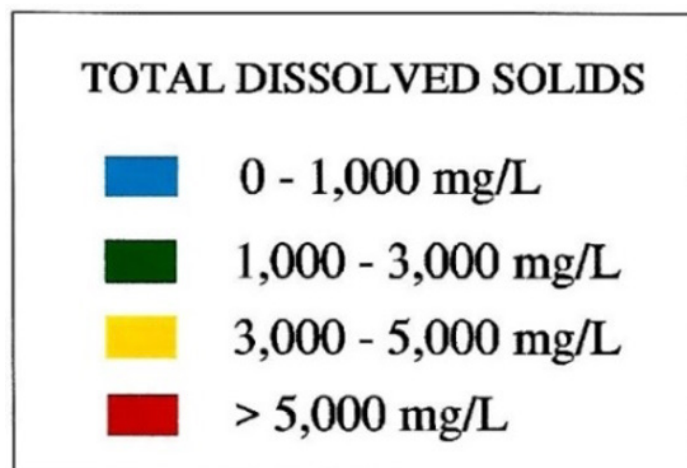 TOTAL DISSOLVED SOLIDS
0 - 1,000 mg/L
1,000 - 3,000 mg/L
3,000 - 5,000 mg/L
> 5,000 mg/L